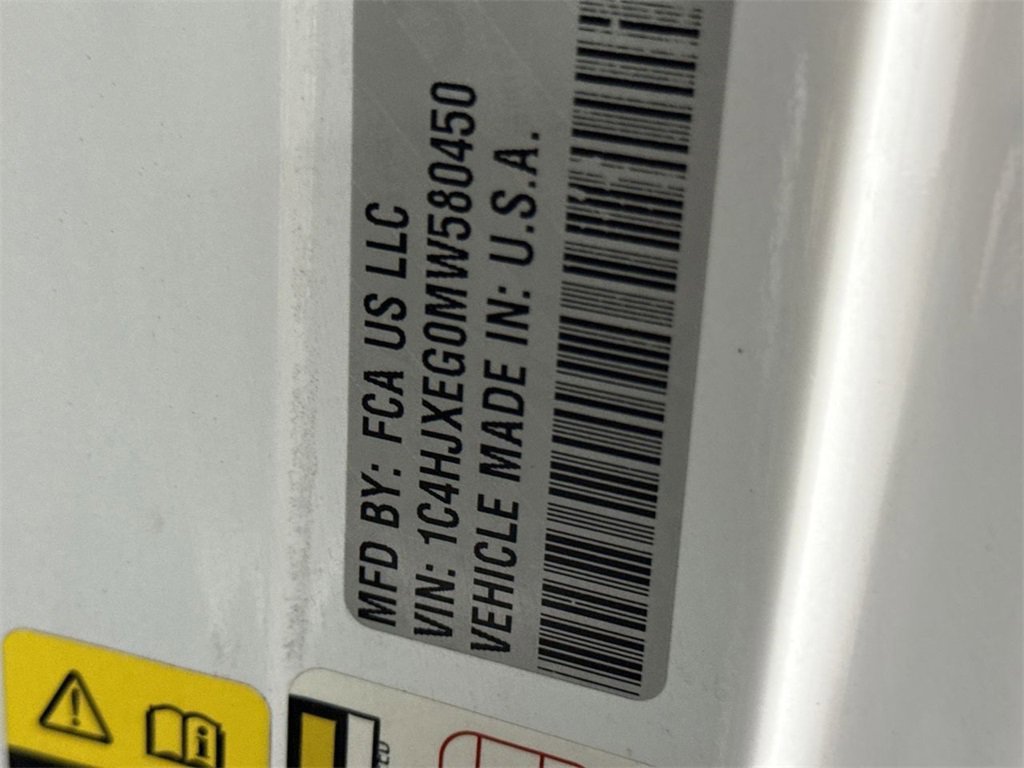 MFD BY: FCA US LLC
VIN: 1C4HJXEG0MW580450
VEHICLE MADE IN: U.S.A.